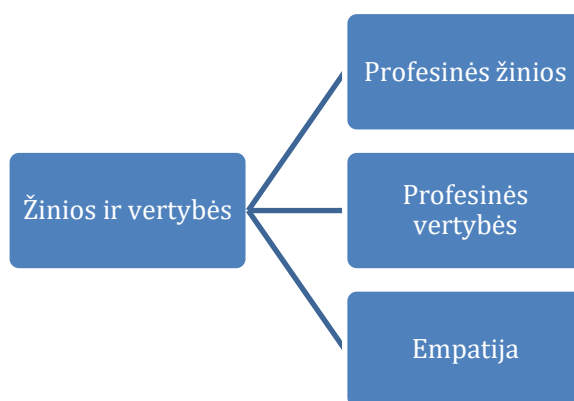 Žinios ir vertybės
Profesinės žinios
Profesinės
vertybės
Empatija